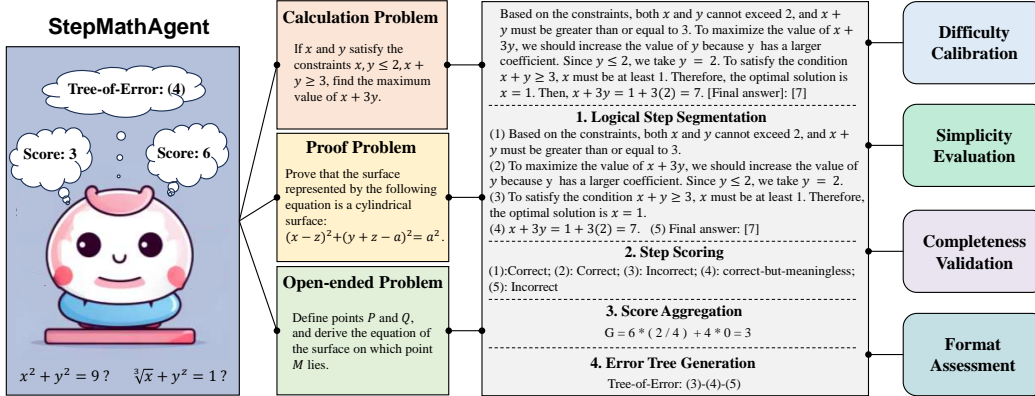 StepMathAgent
Tree-of-Error: (4)
Score: 3
Score: 6
x² + y² = 9 ?
∛x + y² = 1 ?
Calculation Problem
If x and y satisfy the
constraints x, y ≤ 2, x +
y ≥ 3, find the maximum
value of x + 3y.
Proof Problem
Prove that the surface
represented by the following
equation is a cylindrical
surface:
(x − z)²+(y + z − a)²= a².
Open-ended Problem
Define points P and Q,
and derive the equation of
the surface on which point
M lies.
Based on the constraints, both x and y cannot exceed 2, and x +
y must be greater than or equal to 3. To maximize the value of x +
3y, we should increase the value of y because y has a larger
coefficient. Since y ≤ 2, we take y = 2. To satisfy the condition
x + y ≥ 3, x must be at least 1. Therefore, the optimal solution is
x = 1. Then, x + 3y = 1 + 3(2) = 7. [Final answer]: [7]
1. Logical Step Segmentation
(1) Based on the constraints, both x and y cannot exceed 2, and x +
y must be greater than or equal to 3.
(2) To maximize the value of x + 3y, we should increase the value of
y because y has a larger coefficient. Since y ≤ 2, we take y = 2.
(3) To satisfy the condition x + y ≥ 3, x must be at least 1. Therefore,
the optimal solution is x = 1.
(4) x + 3y = 1 + 3(2) = 7. (5) Final answer: [7]
2. Step Scoring
(1):Correct; (2): Correct; (3): Incorrect; (4): correct-but-meaningless;
(5): Incorrect
3. Score Aggregation
G = 6 * ( 2 / 4 ) + 4 * 0 = 3
4. Error Tree Generation
Tree-of-Error: (3)-(4)-(5)
Difficulty
Calibration
Simplicity
Evaluation
Completeness
Validation
Format
Assessment